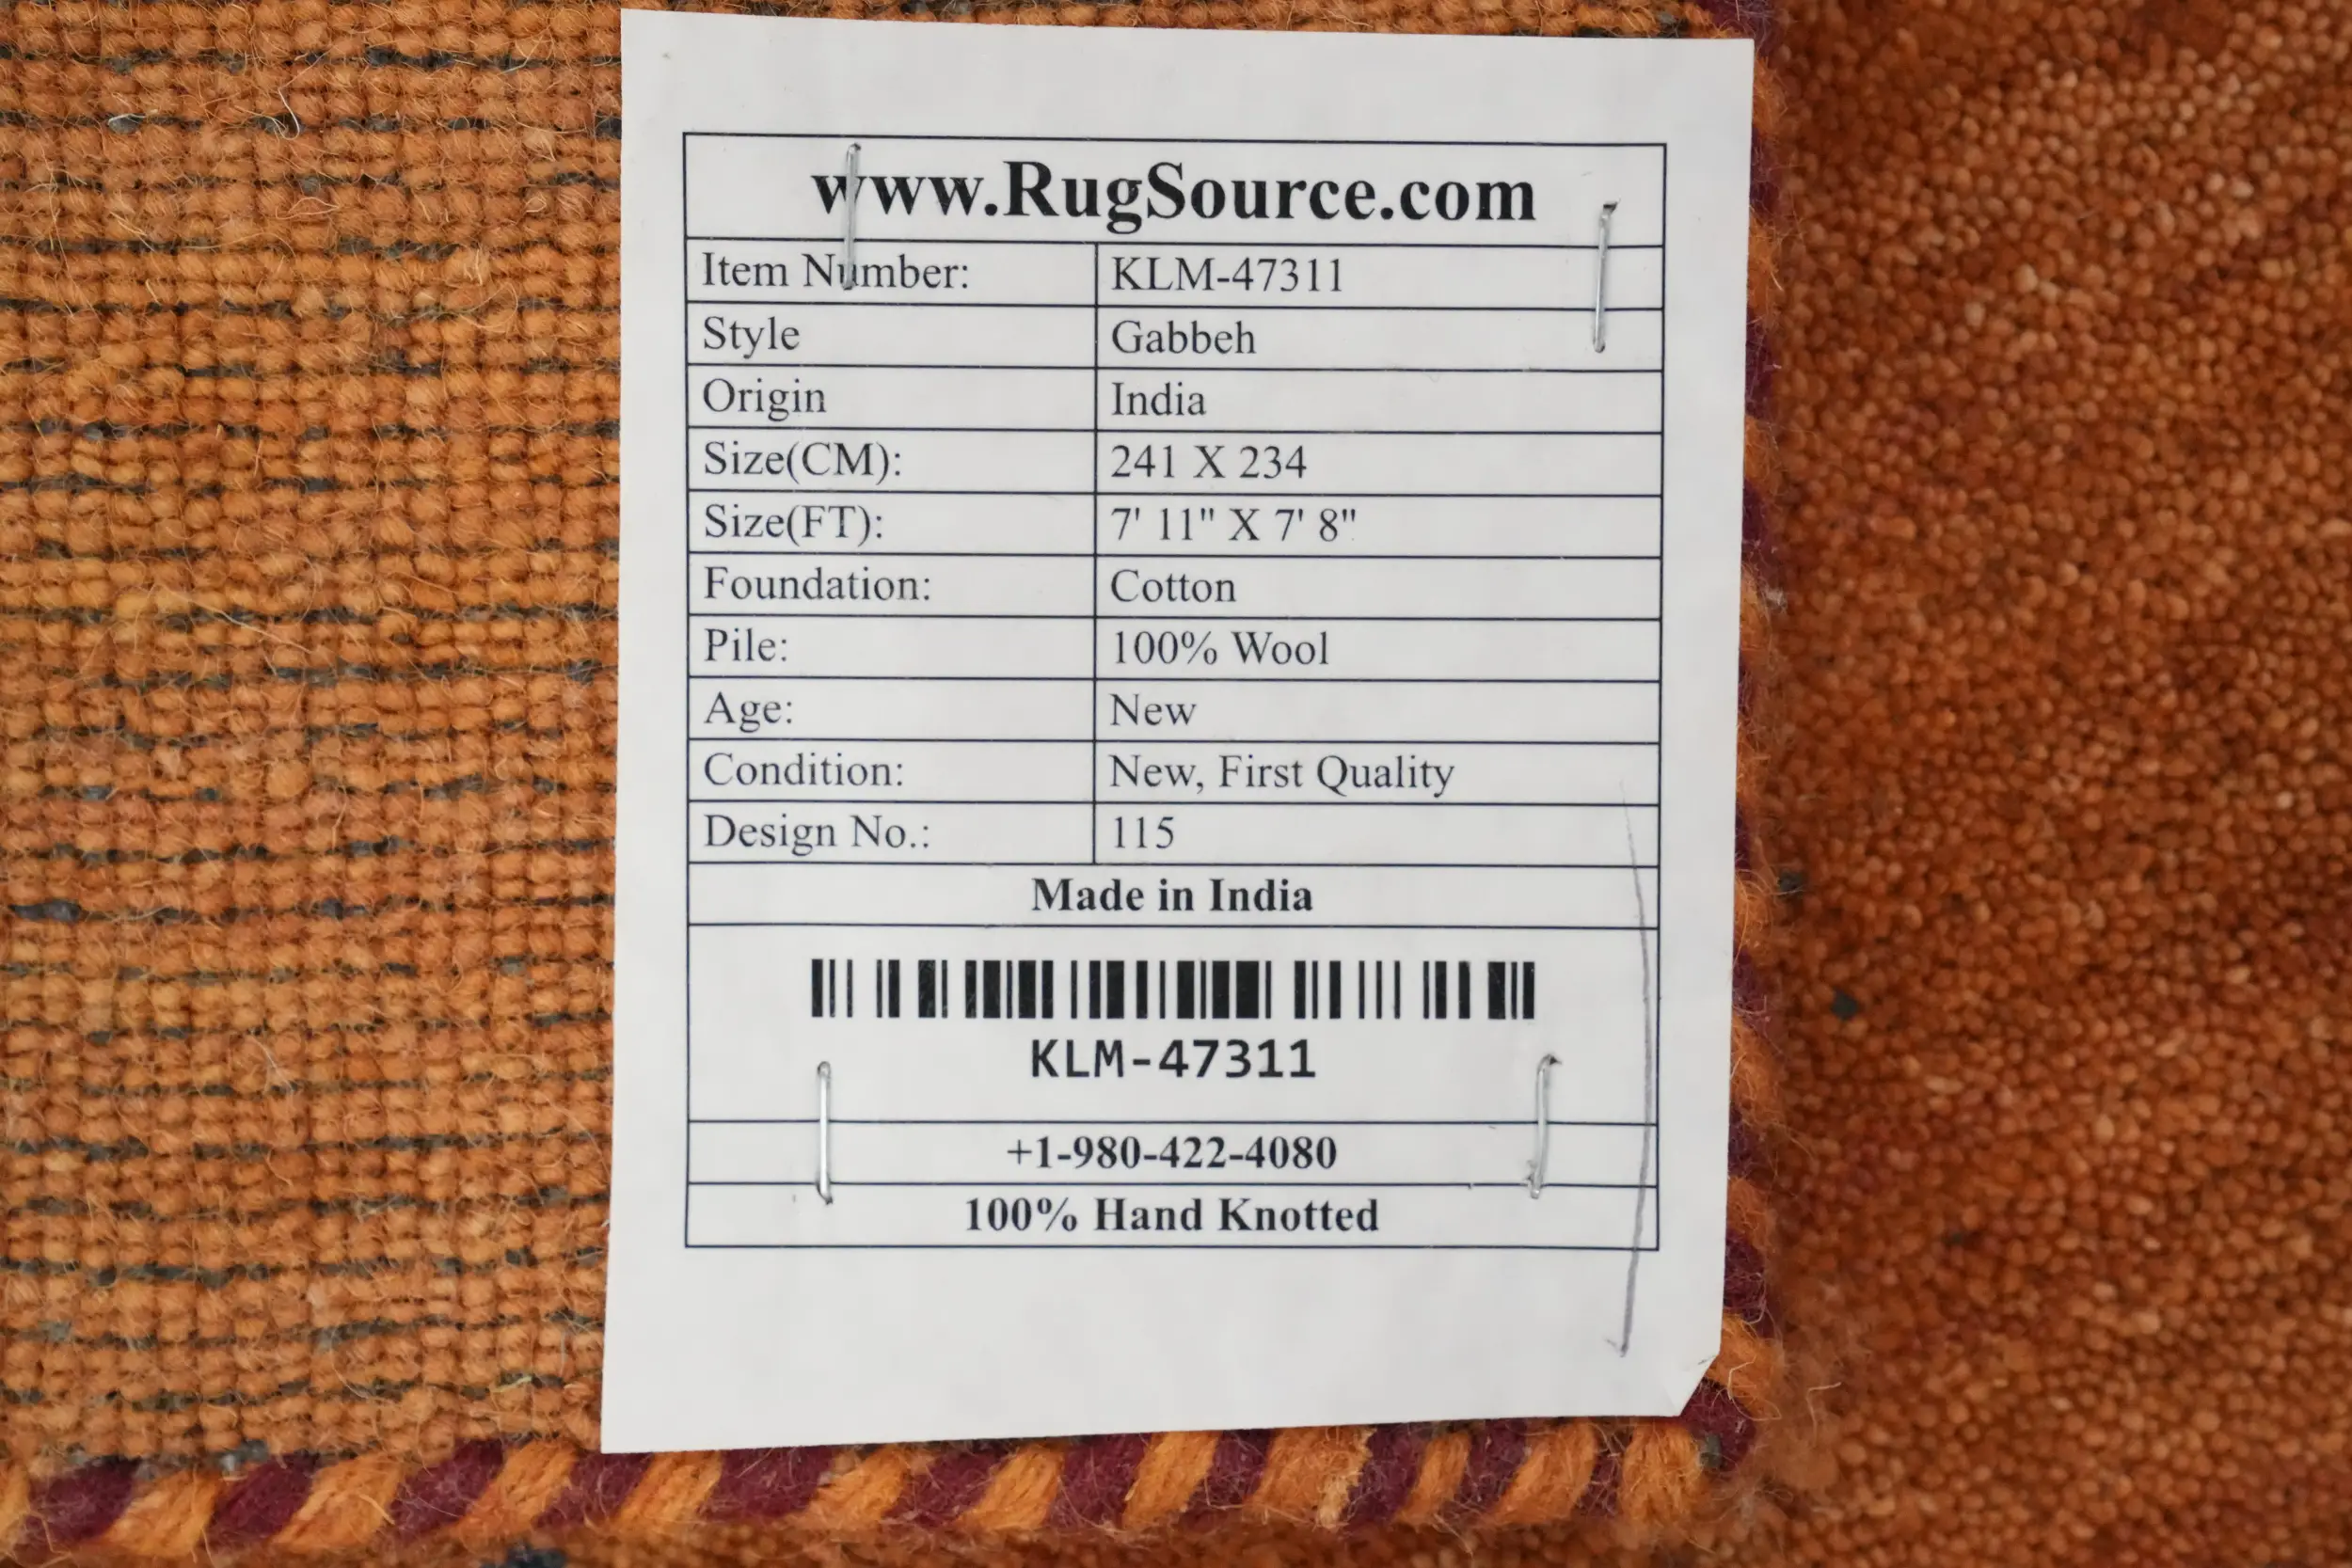 www.RugSource.com
Item Number: KLM-47311
Style Gabbeh
Origin India
Size(CM): 241 X 234
Size(FT): 7' 11" X 7' 8"
Foundation: Cotton
Pile: 100% Wool
Age: New
Condition: New, First Quality
Design No.: 115
Made in India
KLM-47311
+1-980-422-4080
100% Hand Knotted